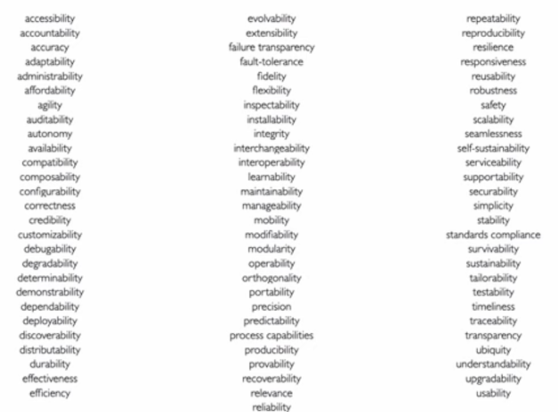 accessibility
accountability
accuracy
adaptability
administrability
affordability
agility
auditability
autonomy
availability
compatibility
composability
configurability
correctness
credibility
customizability
debugability
degradability
determinability
demonstrability
dependability
deployability
discoverability
distributability
durability
effectiveness
efficiency
evolvability
extensibility
failure transparency
fault-tolerance
fidelity
flexibility
inspectability
installability
integrity
interchangeability
interoperability
learnability
maintainability
manageability
mobility
modifiability
modularity
operability
orthogonality
portability
precision
predictability
process capabilities
producibility
provability
recoverability
relevance
reliability
repeatability
reproducibility
resilience
responsiveness
reusability
robustness
safety
scalability
seamlessness
self-sustainability
serviceability
supportability
securability
simplicity
stability
standards compliance
survivability
sustainability
tailorability
testability
timeliness
traceability
transparency
ubiquity
understandability
upgradability
usability